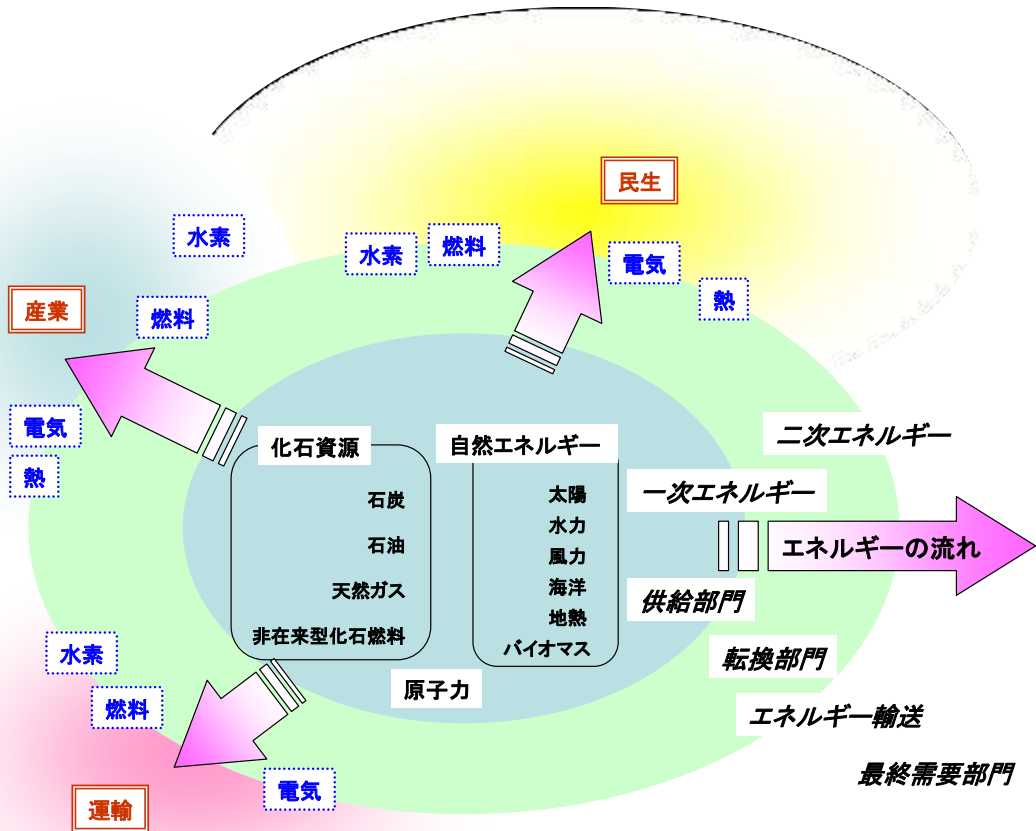 民生
水素
燃料
水素
電気
熱
産業
燃料
電気
熱
化石資源
石炭
石油
天然ガス
非在来型化石燃料
自然エネルギー
太陽
水力
風力
海洋
地熱
バイオマス
原子力
二次エネルギー
一次エネルギー
エネルギーの流れ
供給部門
転換部門
エネルギー輸送
最終需要部門
水素
燃料
電気
運輸